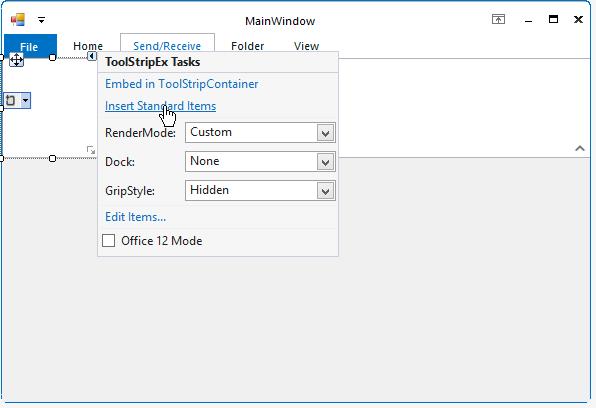 MainWindow
File Home Send/Receive Folder View
ToolStripEx Tasks
Embed in ToolStripContainer
Insert Standard Items
RenderMode: Custom
Dock: None
GripStyle: Hidden
Edit Items...
Office 12 Mode